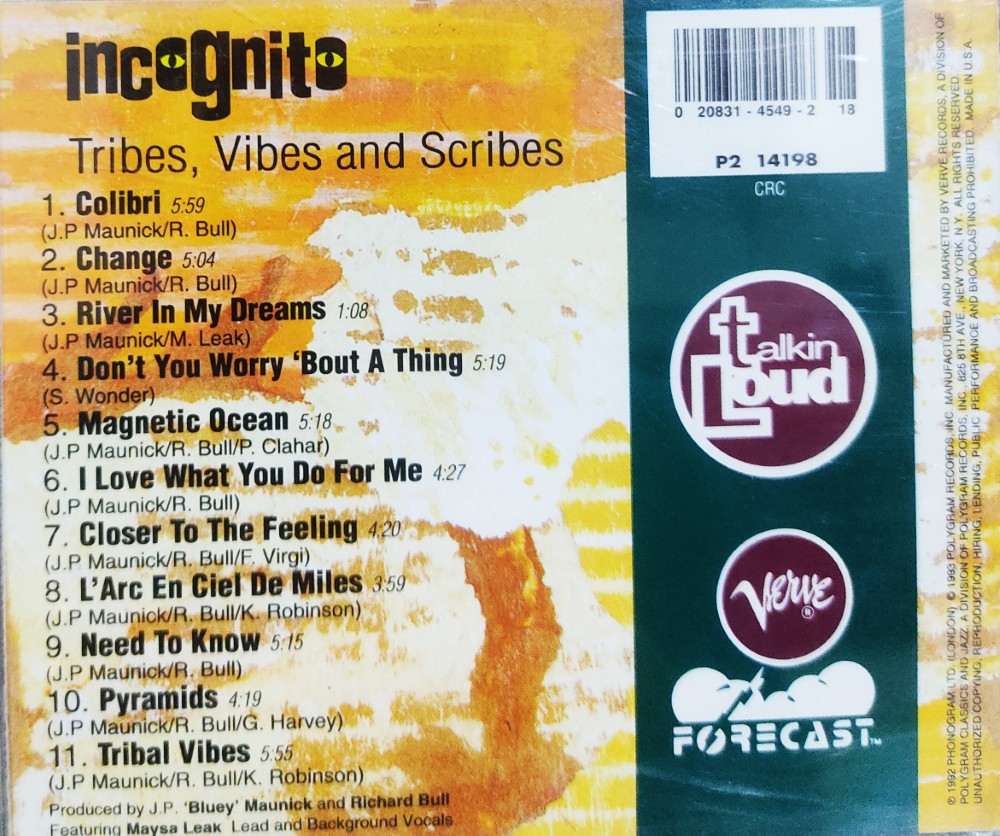 incognito
Tribes, Vibes and Scribes
1. Colibri 5:59
(J.P Maunick/R. Bull)
2. Change 5:04
(J.P Maunick/R. Bull)
3. River In My Dreams 1:08
(J.P Maunick/M. Leak)
4. Don't You Worry 'Bout A Thing 5:19
(S. Wonder)
5. Magnetic Ocean 5:18
(J.P Maunick/R. Bull/P. Clahar)
6. I Love What You Do For Me 4:27
(J.P Maunick/R. Bull)
7. Closer To The Feeling 4:20
(J.P Maunick/R. Bull/F. Virgi)
8. L'Arc En Ciel De Miles 3:59
(J.P Maunick/R. Bull/K. Robinson)
9. Need To Know 5:15
(J.P Maunick/R. Bull)
10. Pyramids 4:19
(J.P Maunick/R. Bull/G. Harvey)
11. Tribal Vibes 5:55
(J.P Maunick/R. Bull/K. Robinson)
Produced by J.P. 'Bluey' Maunick and Richard Bull
Featuring Maysa Leak Lead and Background Vocals
0 20831 - 4549 - 2 18
P2 14198
CRC
talkin
Loud
Verve
®
FORECAST™
℗ 1992 PHONOGRAM LTD. (LONDON) © 1993 POLYGRAM RECORDS, INC. MANUFACTURED AND MARKETED BY VERVE RECORDS, A DIVISION OF
POLYGRAM CLASSICS AND JAZZ, A DIVISION OF POLYGRAM RECORDS, INC., 825 8TH AVE., NEW YORK, N.Y. ALL RIGHTS RESERVED.
UNAUTHORIZED COPYING, REPRODUCTION, HIRING, LENDING, PUBLIC PERFORMANCE AND BROADCASTING PROHIBITED. MADE IN U.S.A.